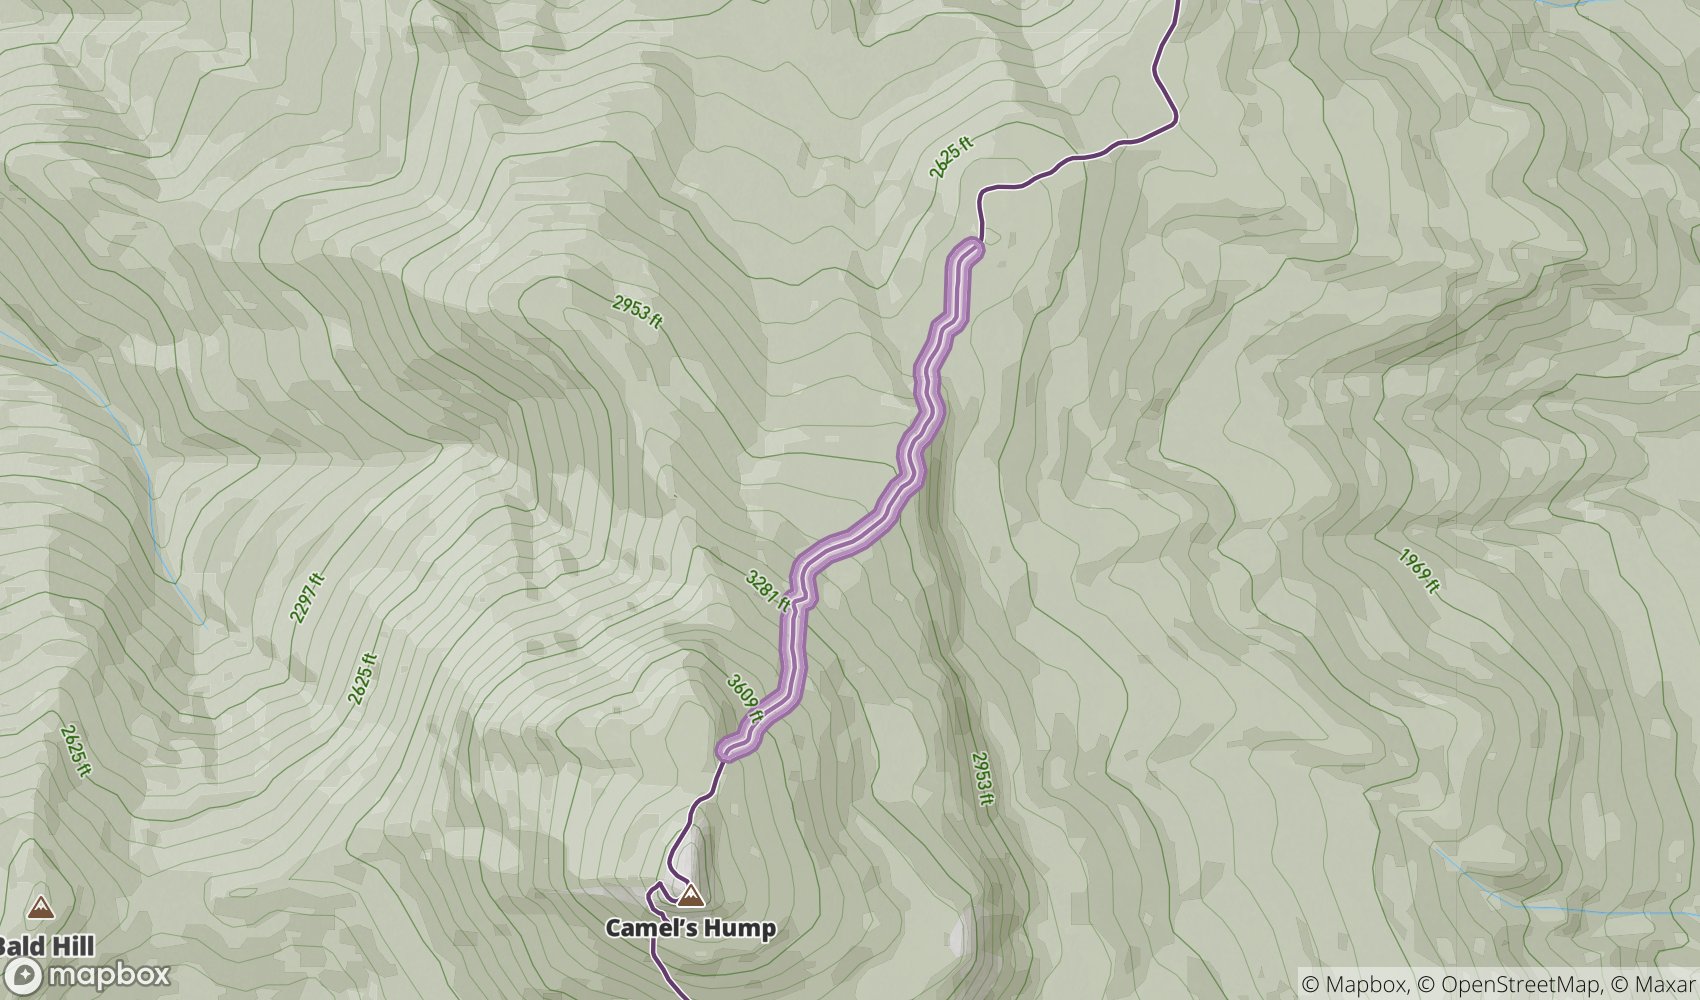 2625 ft
2953 ft
1969 ft
3281 ft
2297 ft
2625 ft
3609 ft
2625 ft
2953 ft
Camel's Hump
Bald Hill
mapbox
© Mapbox, © OpenStreetMap, © Maxar